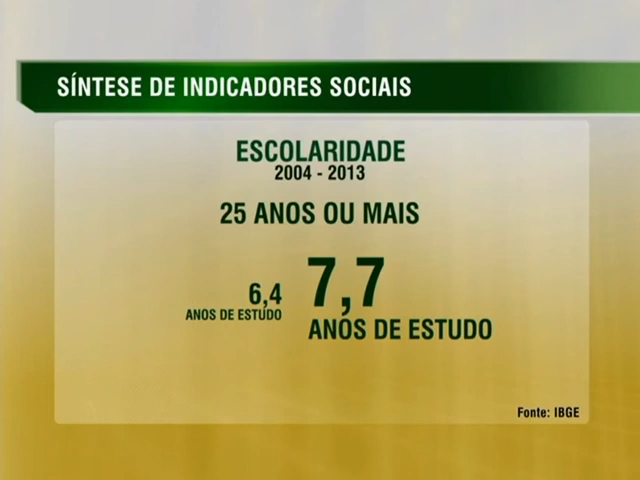 SÍNTESE DE INDICADORES SOCIAIS
ESCOLARIDADE
2004 - 2013
25 ANOS OU MAIS
6,4
ANOS DE ESTUDO
7,7
ANOS DE ESTUDO
Fonte: IBGE